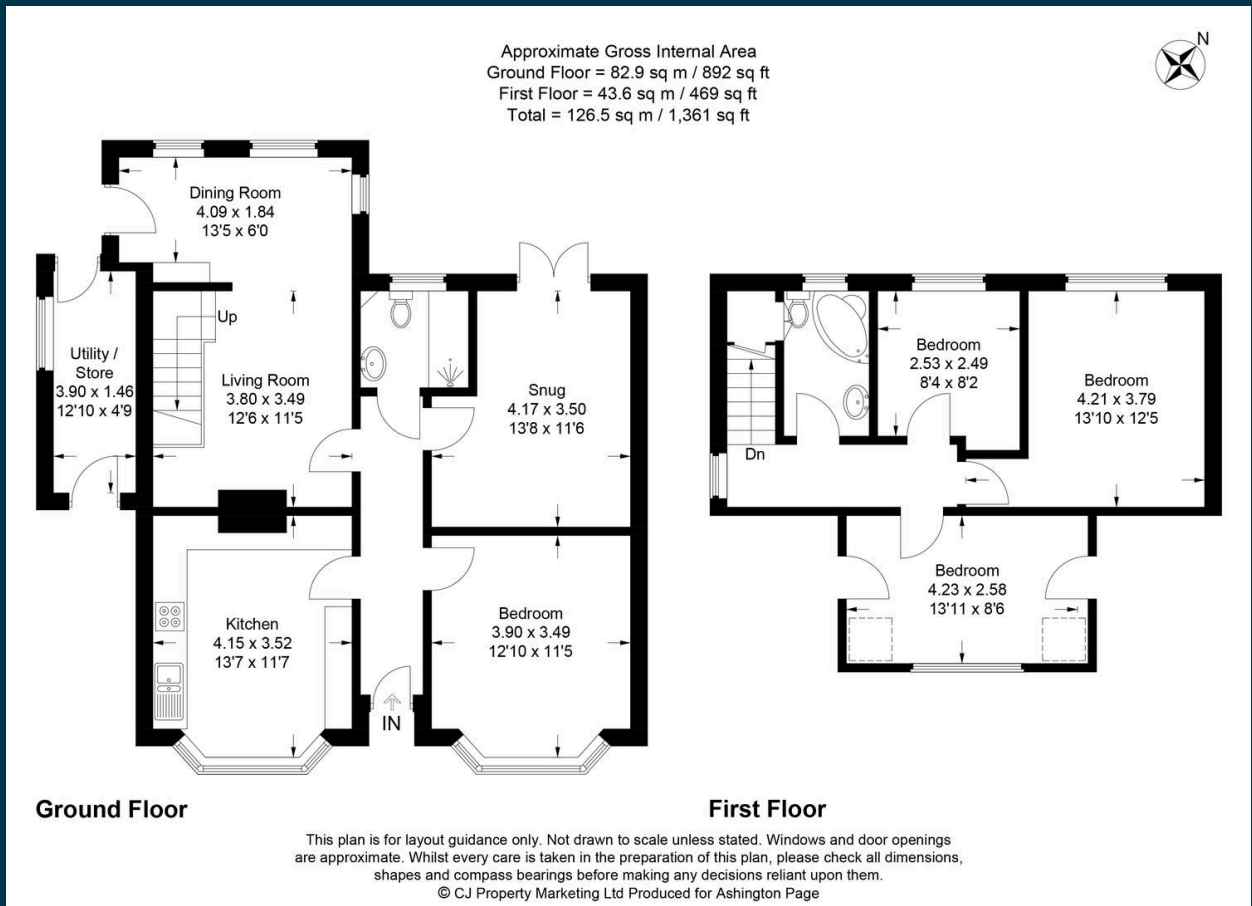 Approximate Gross Internal Area
Ground Floor = 82.9 sq m / 892 sq ft
First Floor = 43.6 sq m / 469 sq ft
Total = 126.5 sq m / 1,361 sq ft
N
Dining Room
4.09 x 1.84
13'5 x 6'0
Up
Utility /
Store
3.90 x 1.46
12'10 x 4'9
Living Room
3.80 x 3.49
12'6 x 11'5
Snug
4.17 x 3.50
13'8 x 11'6
Kitchen
4.15 x 3.52
13'7 x 11'7
Bedroom
3.90 x 3.49
12'10 x 11'5
IN
Bedroom
2.53 x 2.49
8'4 x 8'2
Bedroom
4.21 x 3.79
13'10 x 12'5
Dn
Bedroom
4.23 x 2.58
13'11 x 8'6
Ground Floor
First Floor
This plan is for layout guidance only. Not drawn to scale unless stated. Windows and door openings
are approximate. Whilst every care is taken in the preparation of this plan, please check all dimensions,
shapes and compass bearings before making any decisions reliant upon them.
© CJ Property Marketing Ltd Produced for Ashington Page